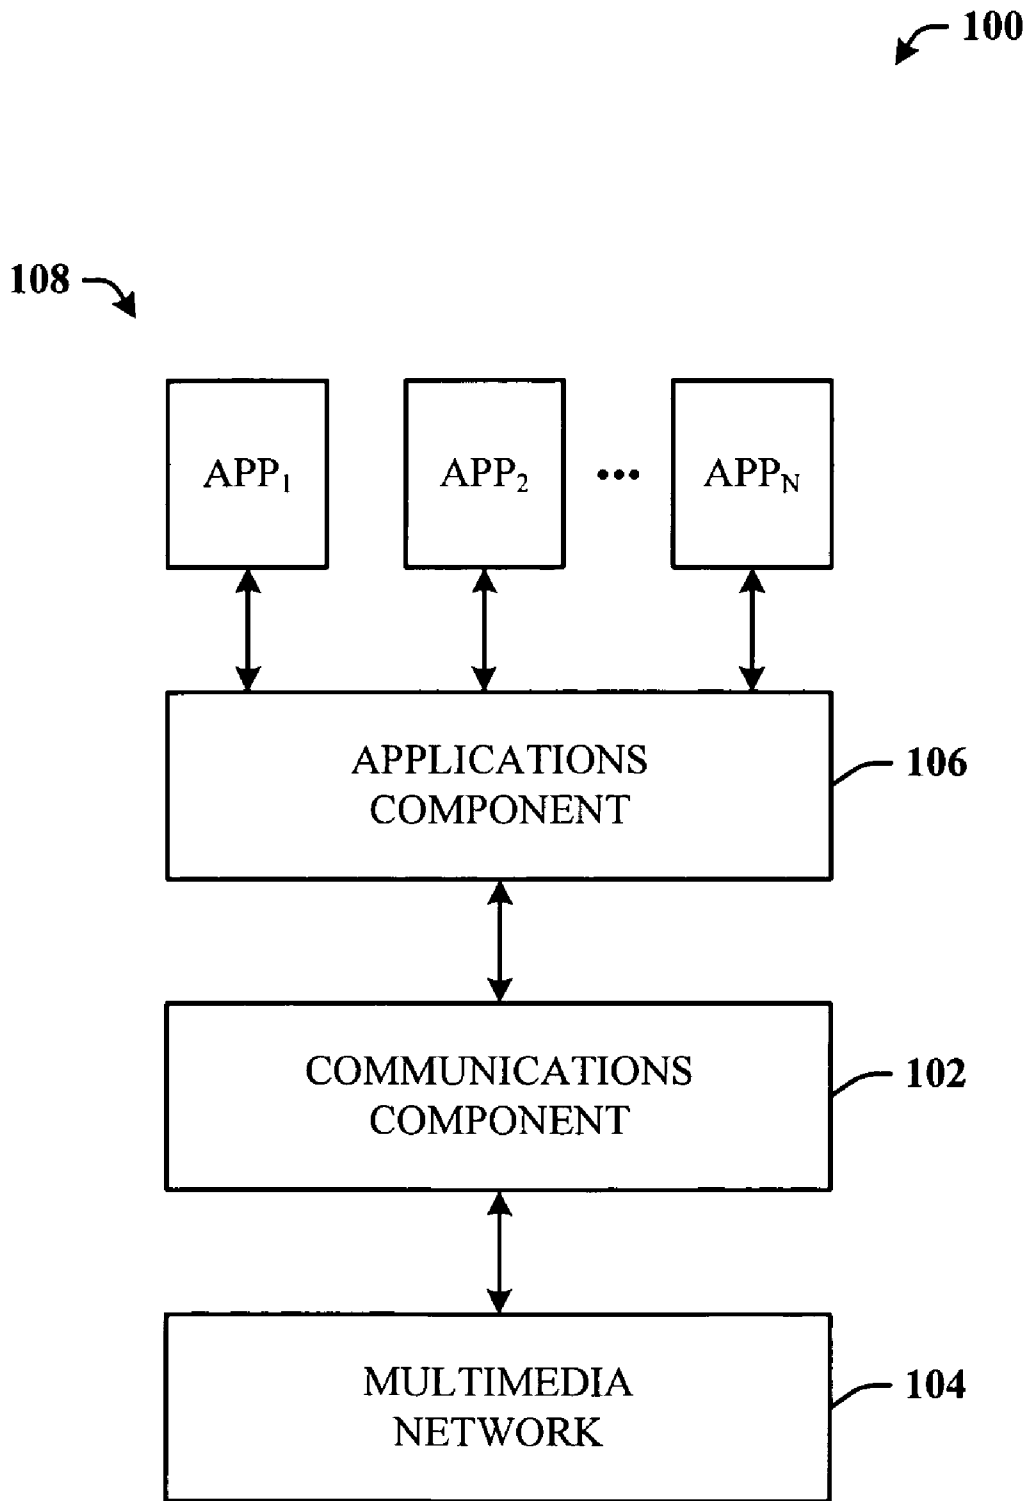 100
108
APP₁ APP₂ ••• APPN
APPLICATIONS
COMPONENT
106
COMMUNICATIONS
COMPONENT
102
MULTIMEDIA
NETWORK
104